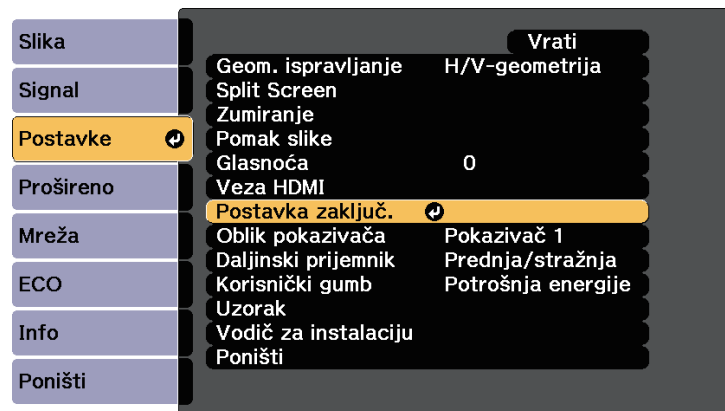 Slika
Signal
Postavke
Prošireno
Mreža
ECO
Info
Poništi
Vrati
Geom. ispravljanje H/V-geometrija
Split Screen
Zumiranje
Pomak slike
Glasnoća 0
Veza HDMI
Postavka zaključ.
Oblik pokazivača Pokazivač 1
Daljinski prijemnik Prednja/stražnja
Korisnički gumb Potrošnja energije
Uzorak
Vodič za instalaciju
Poništi